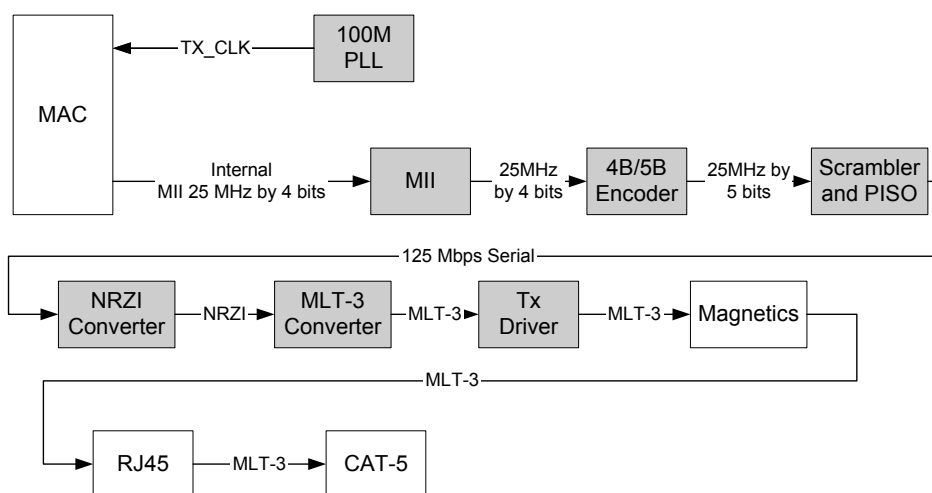 100M
PLL
TX_CLK
MAC
Internal
MII 25 MHz by 4 bits
MII
25MHz
by 4 bits
4B/5B
Encoder
25MHz by
5 bits
Scrambler
and PISO
125 Mbps Serial
NRZI
Converter
NRZI
MLT-3
Converter
MLT-3
Tx
Driver
MLT-3
Magnetics
MLT-3
RJ45
MLT-3
CAT-5